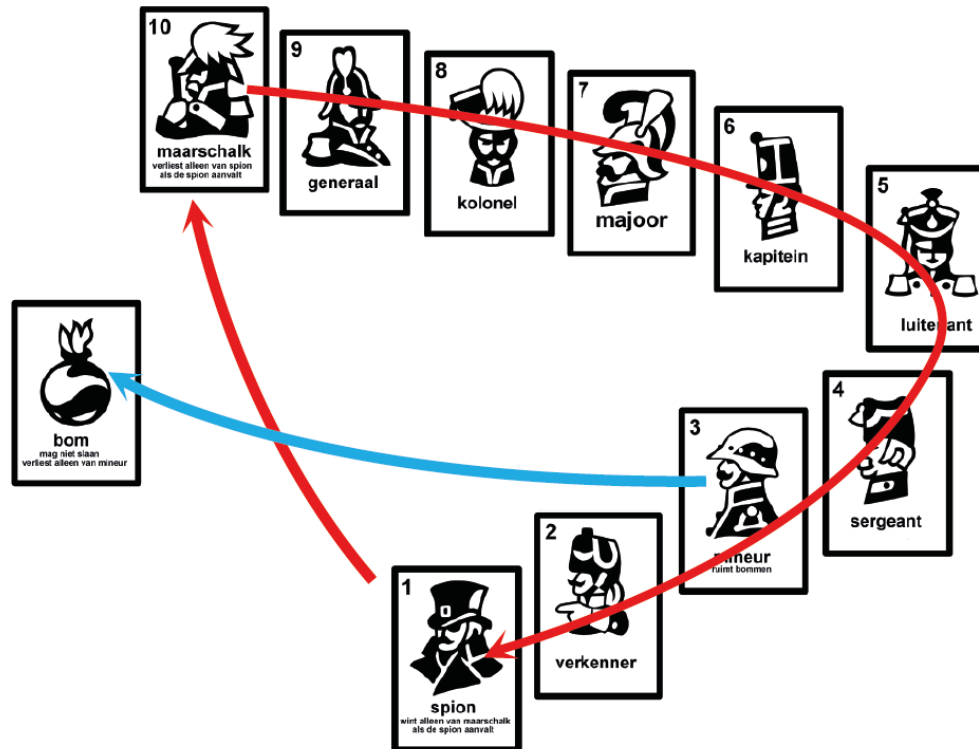 10
maarschalk
verliest alleen van spion
als de spion aanvalt
9
generaal
8
kolonel
7
majoor
6
kapitein
5
luitenant
4
sergeant
3
mineur
ruimt bommen
2
verkenner
1
spion
wint alleen van maarschalk
als de spion aanvalt
bom
mag niet slaan
verliest alleen van mineur